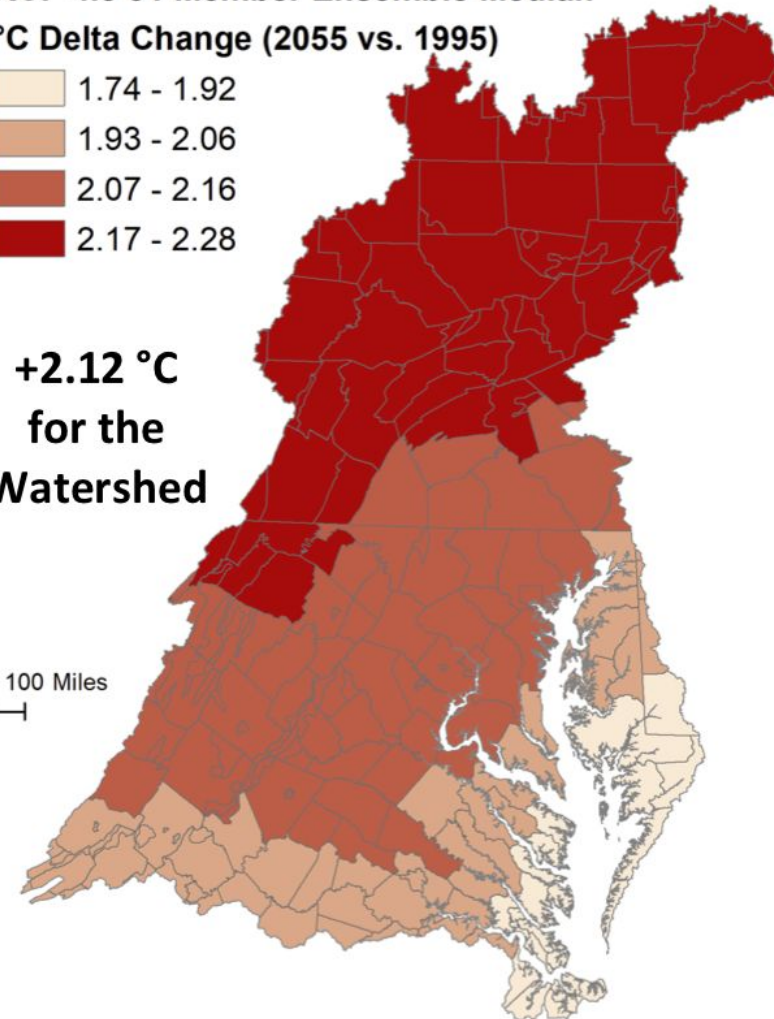 °C Delta Change (2055 vs. 1995)
1.74 - 1.92
1.93 - 2.06
2.07 - 2.16
2.17 - 2.28
+2.12 °C
for the
Watershed
100 Miles